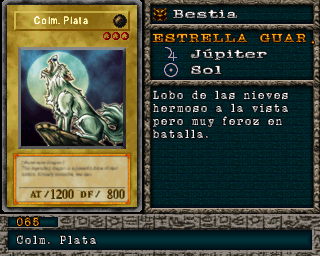 Colm. Plata
Bestia
ESTRELLA GUAR.
Júpiter
Sol
Lobo de las nieves
hermoso a la vista
pero muy feroz en
batalla.
AT/1200 DF/ 800
065
Colm. Plata